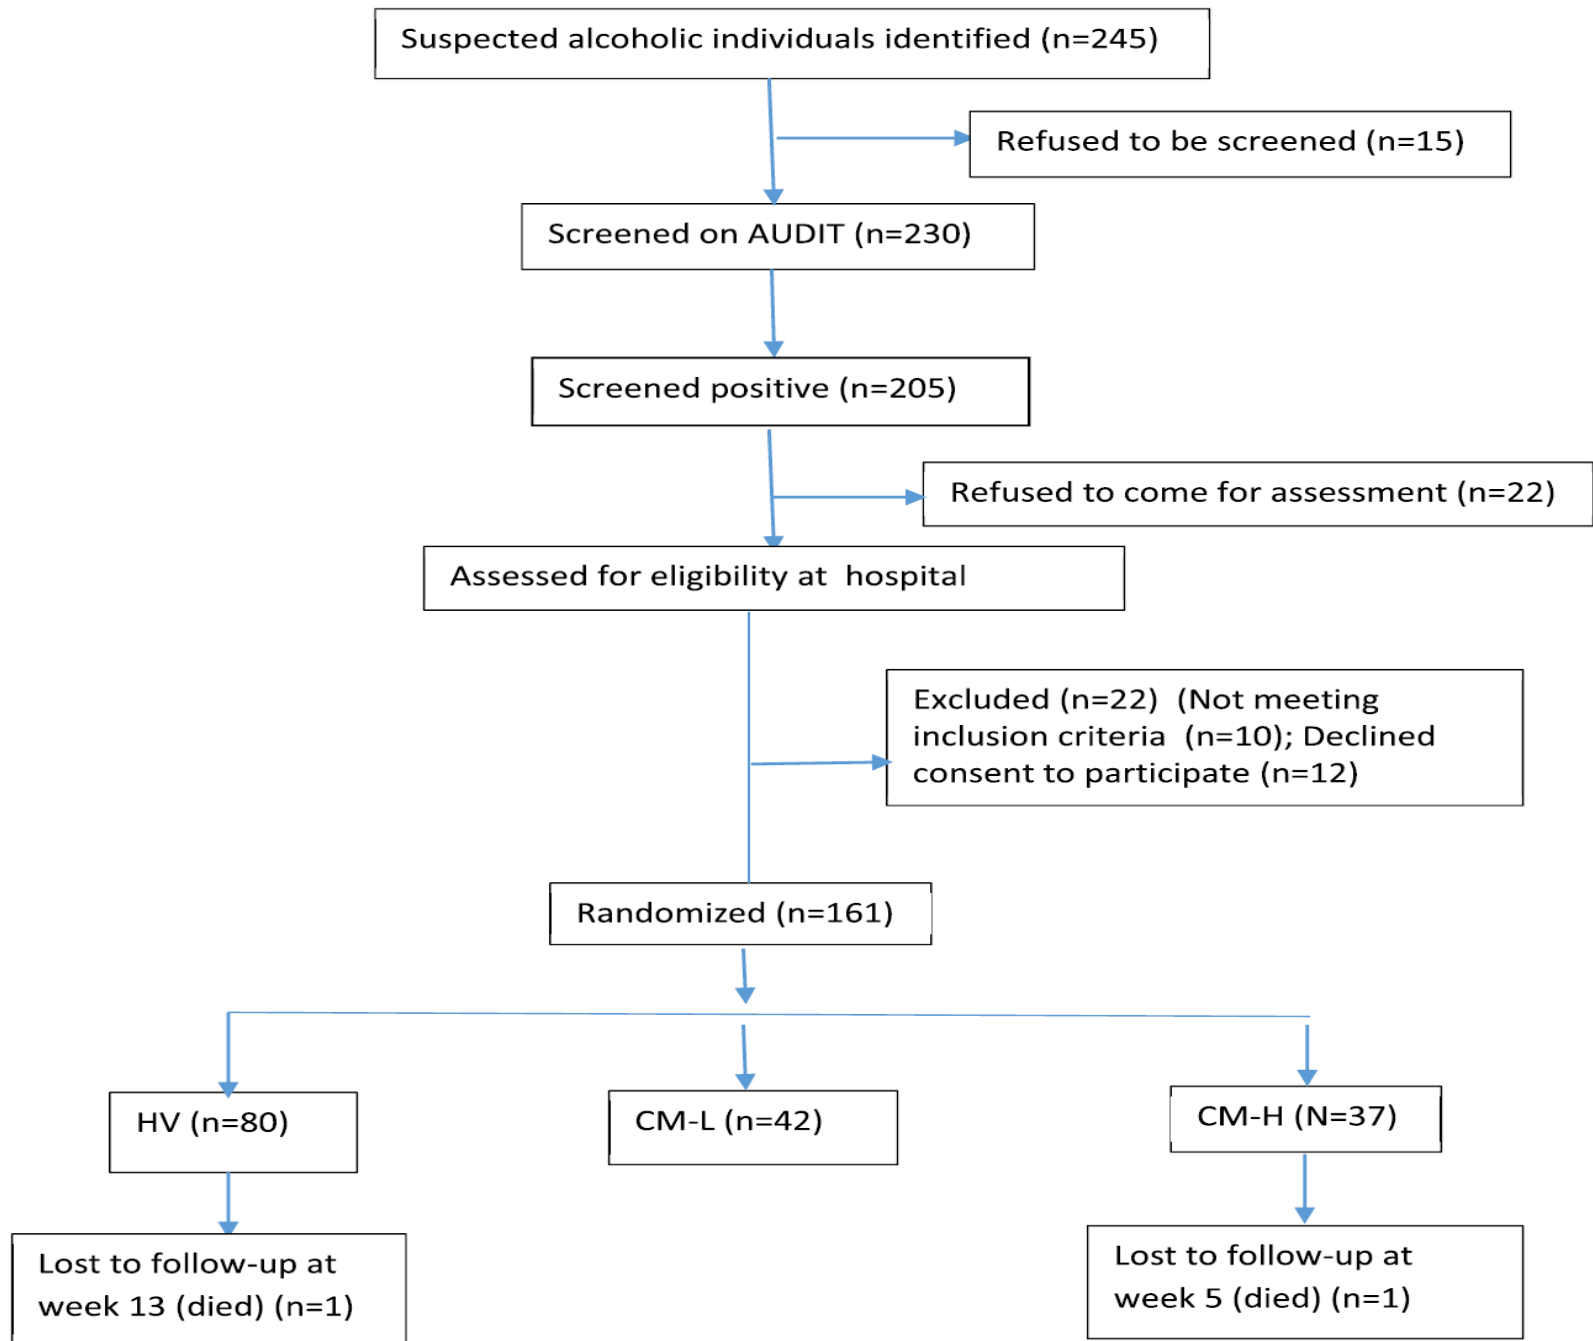 Suspected alcoholic individuals identified (n=245)
Refused to be screened (n=15)
Screened on AUDIT (n=230)
Screened positive (n=205)
Refused to come for assessment (n=22)
Assessed for eligibility at  hospital
Excluded (n=22)  (Not meeting
inclusion criteria  (n=10); Declined
consent to participate (n=12)
Randomized (n=161)
HV (n=80)
CM-L (n=42)
CM-H (N=37)
Lost to follow-up at
week 13 (died) (n=1)
Lost to follow-up at
week 5 (died) (n=1)